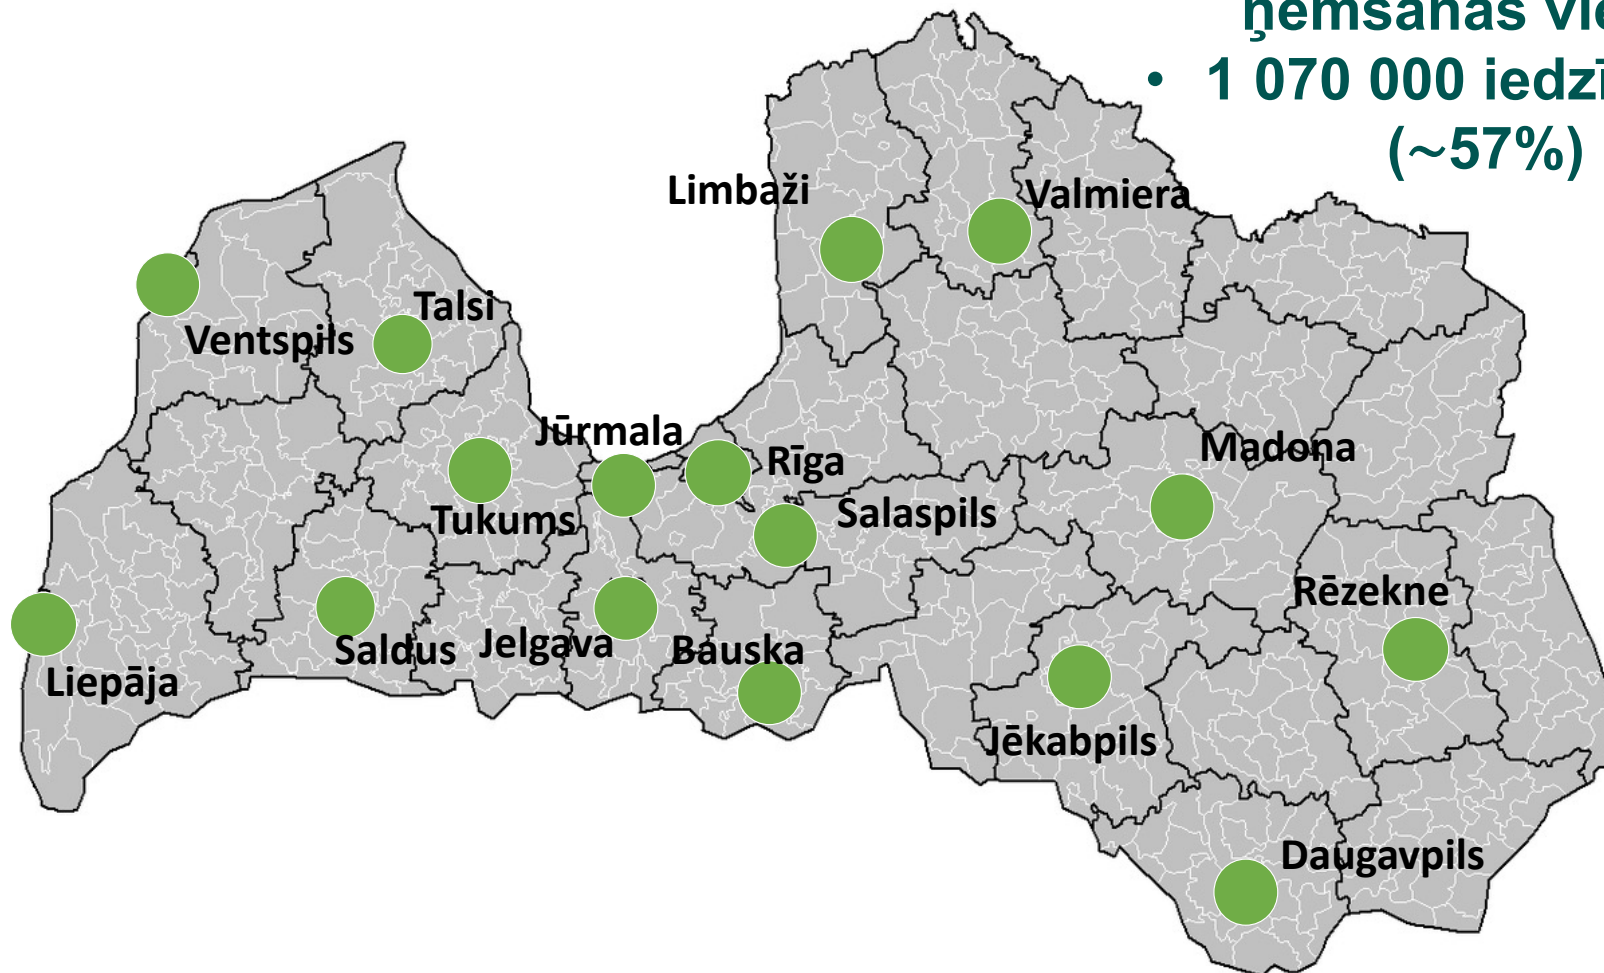 ņemšanas
• 1 070 000
(~57%)
Limbaži
Valmiera
Talsi
Ventspils
Jūrmala
Rīga
Madona
Tukums
Salaspils
Rēzekne
Saldus
Jelgava
Bauska
Liepāja
Jēkabpils
Daugavpils